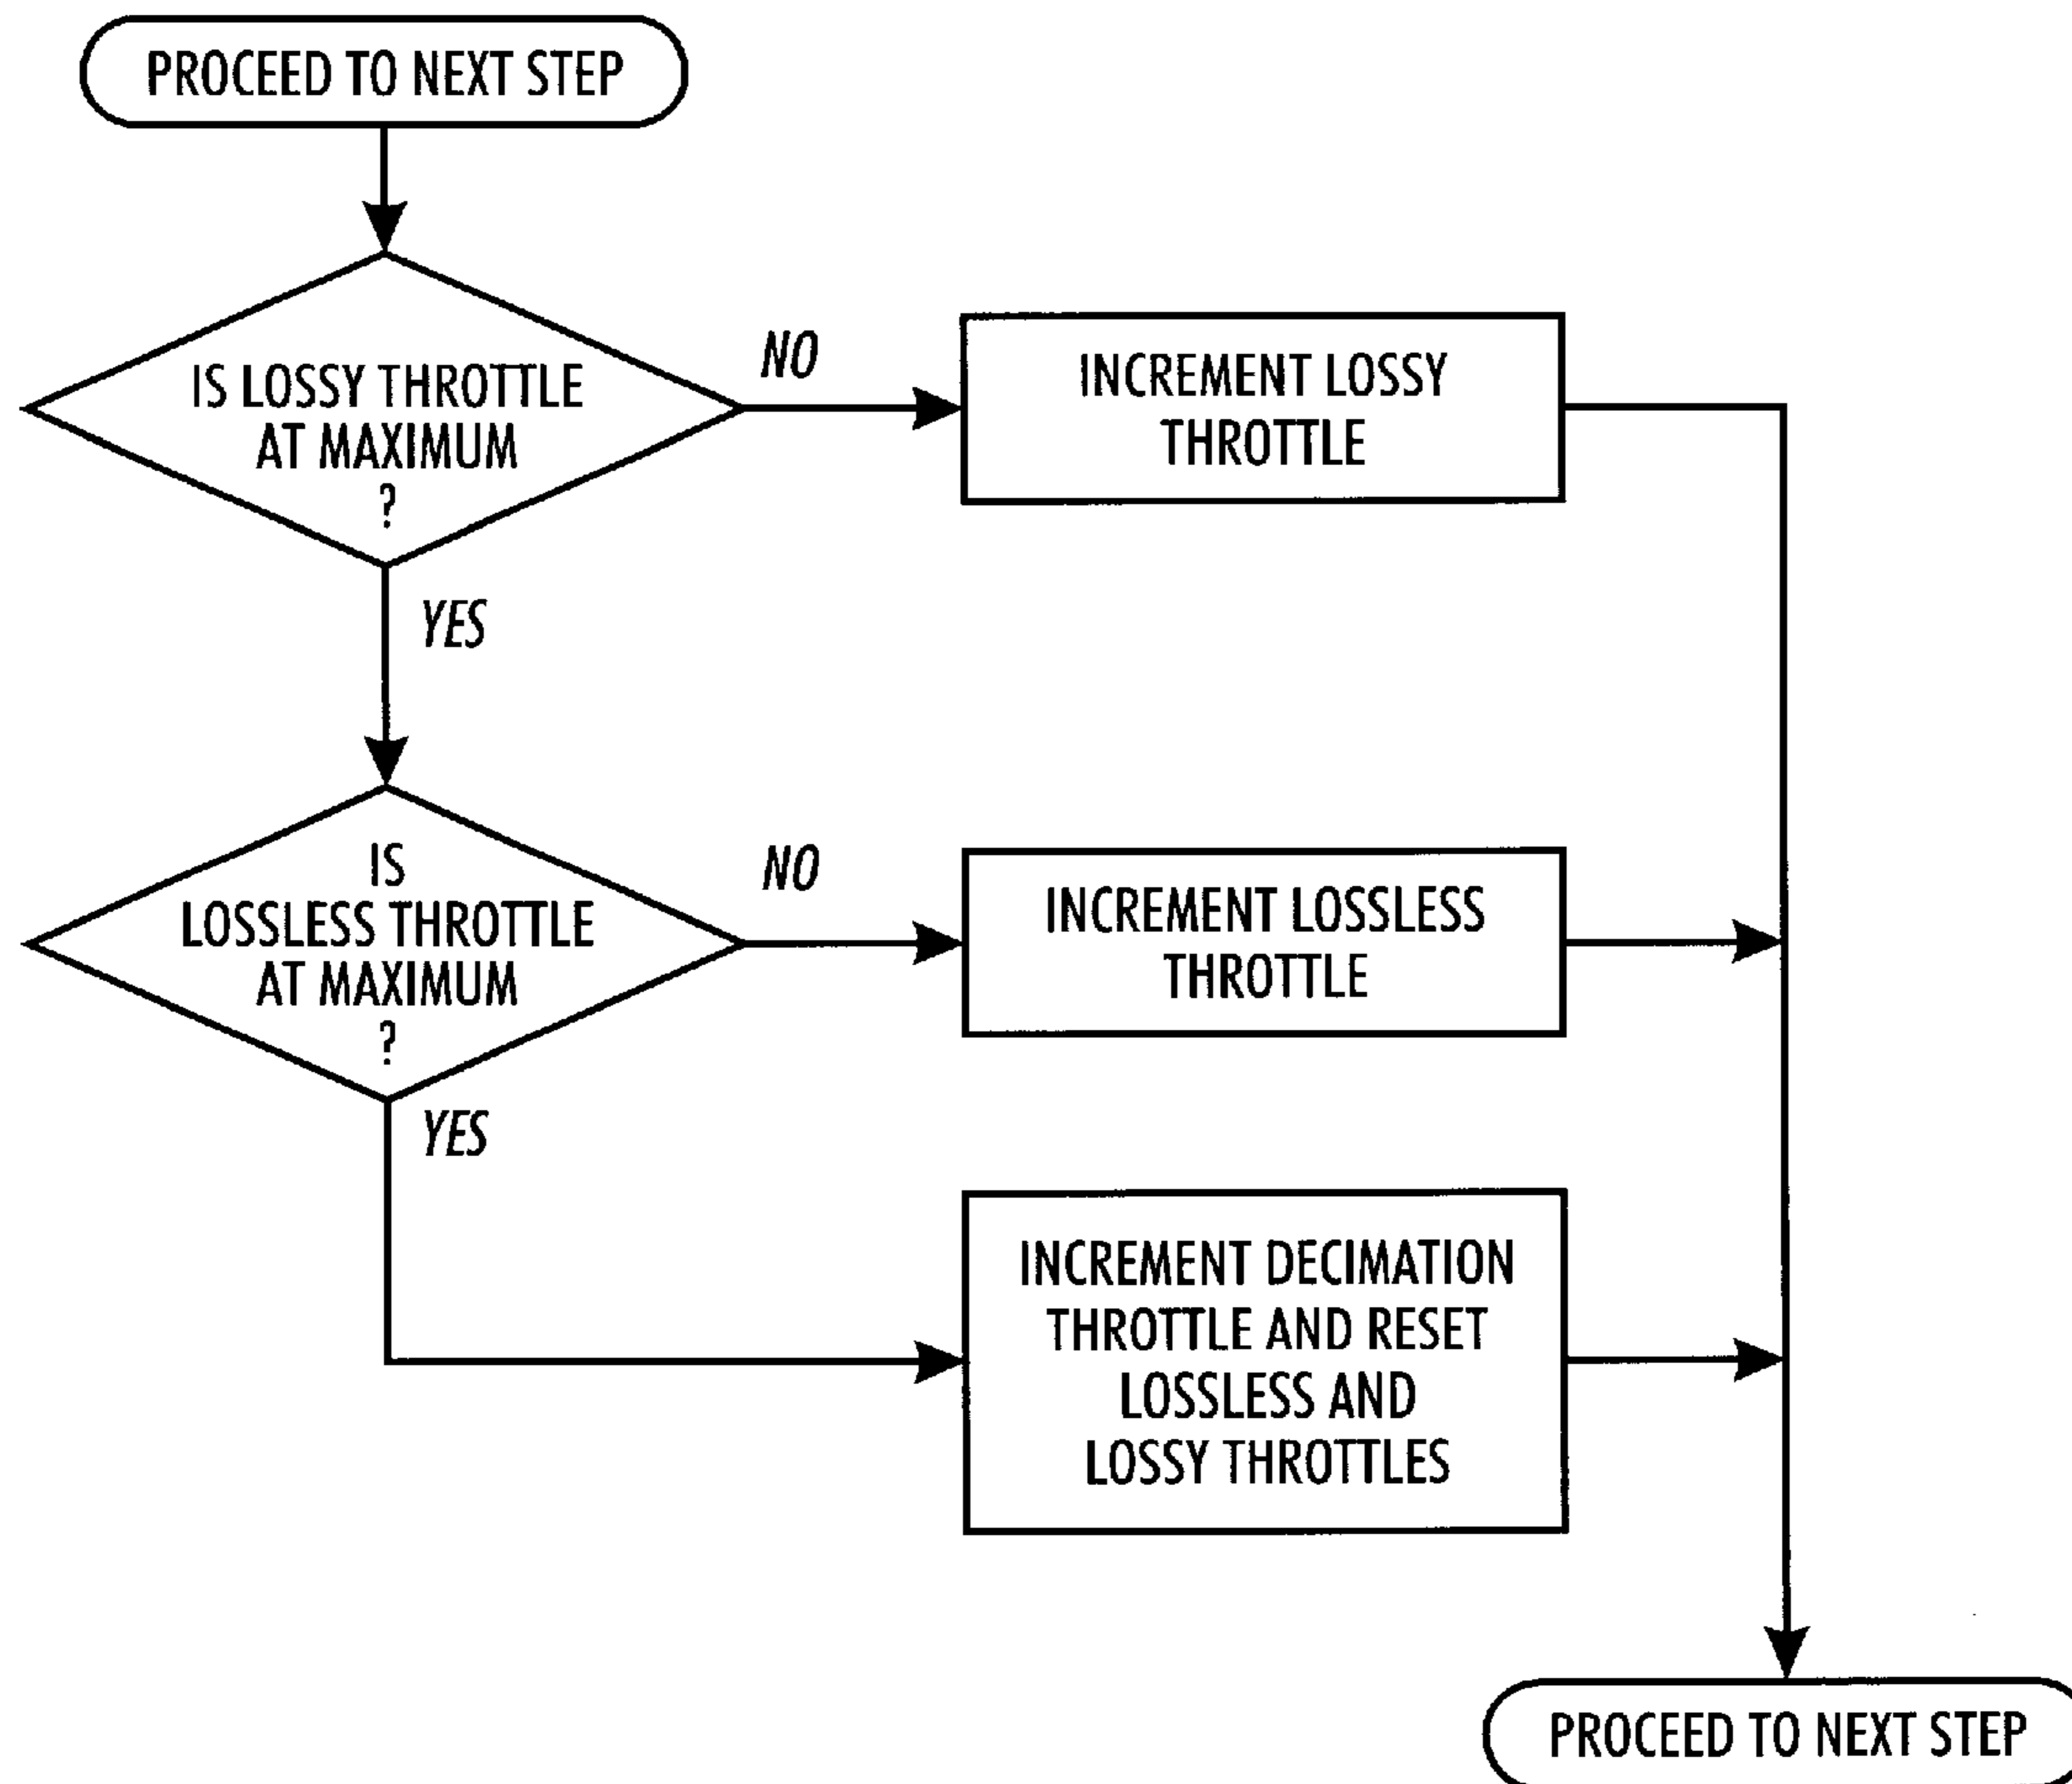 PROCEED TO NEXT STEP
IS LOSSY THROTTLE
AT MAXIMUM
?
NO
INCREMENT LOSSY
THROTTLE
YES
IS
LOSSLESS THROTTLE
AT MAXIMUM
?
NO
INCREMENT LOSSLESS
THROTTLE
YES
INCREMENT DECIMATION
THROTTLE AND RESET
LOSSLESS AND
LOSSY THROTTLES
PROCEED TO NEXT STEP